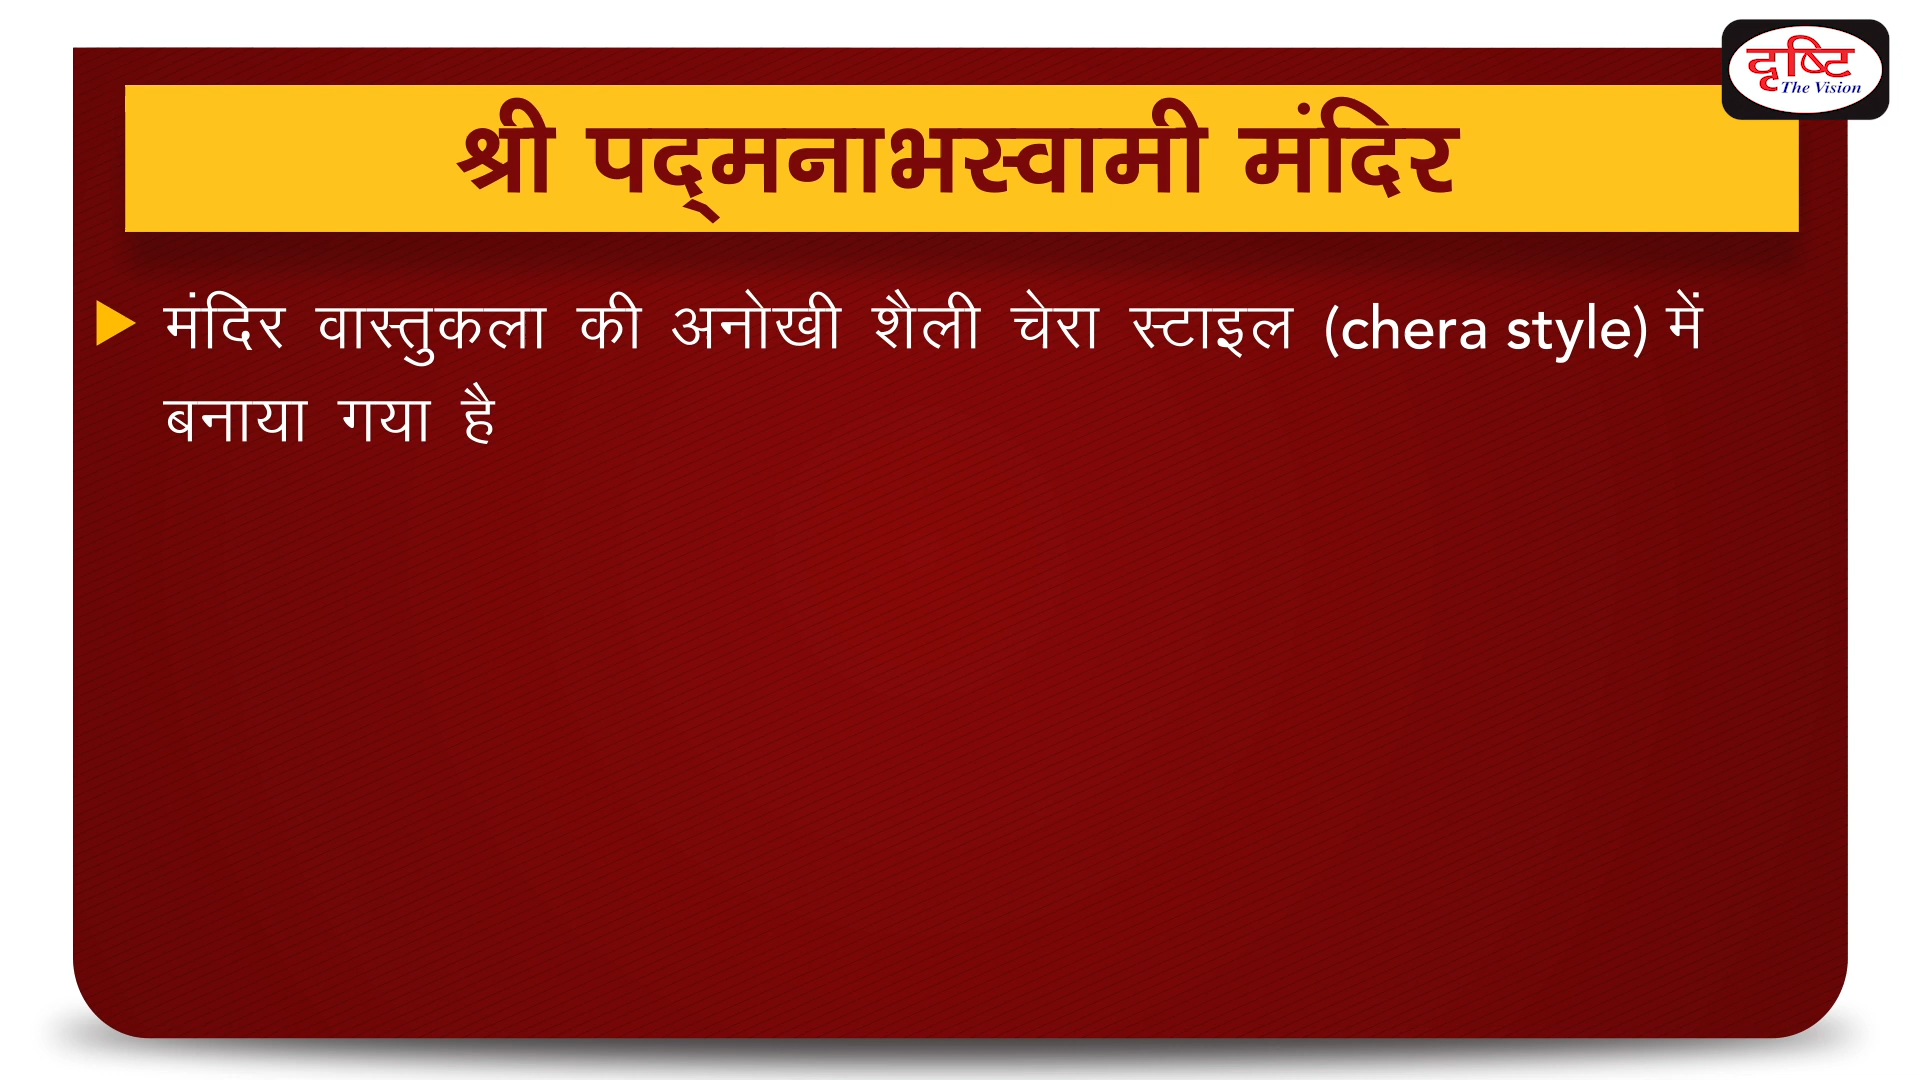 दृष्टि
The Vision
श्री पद्मनाभस्वामी मंदिर
मंदिर वास्तुकला की अनोखी शैली चेरा स्टाइल (chera style) में
बनाया गया है